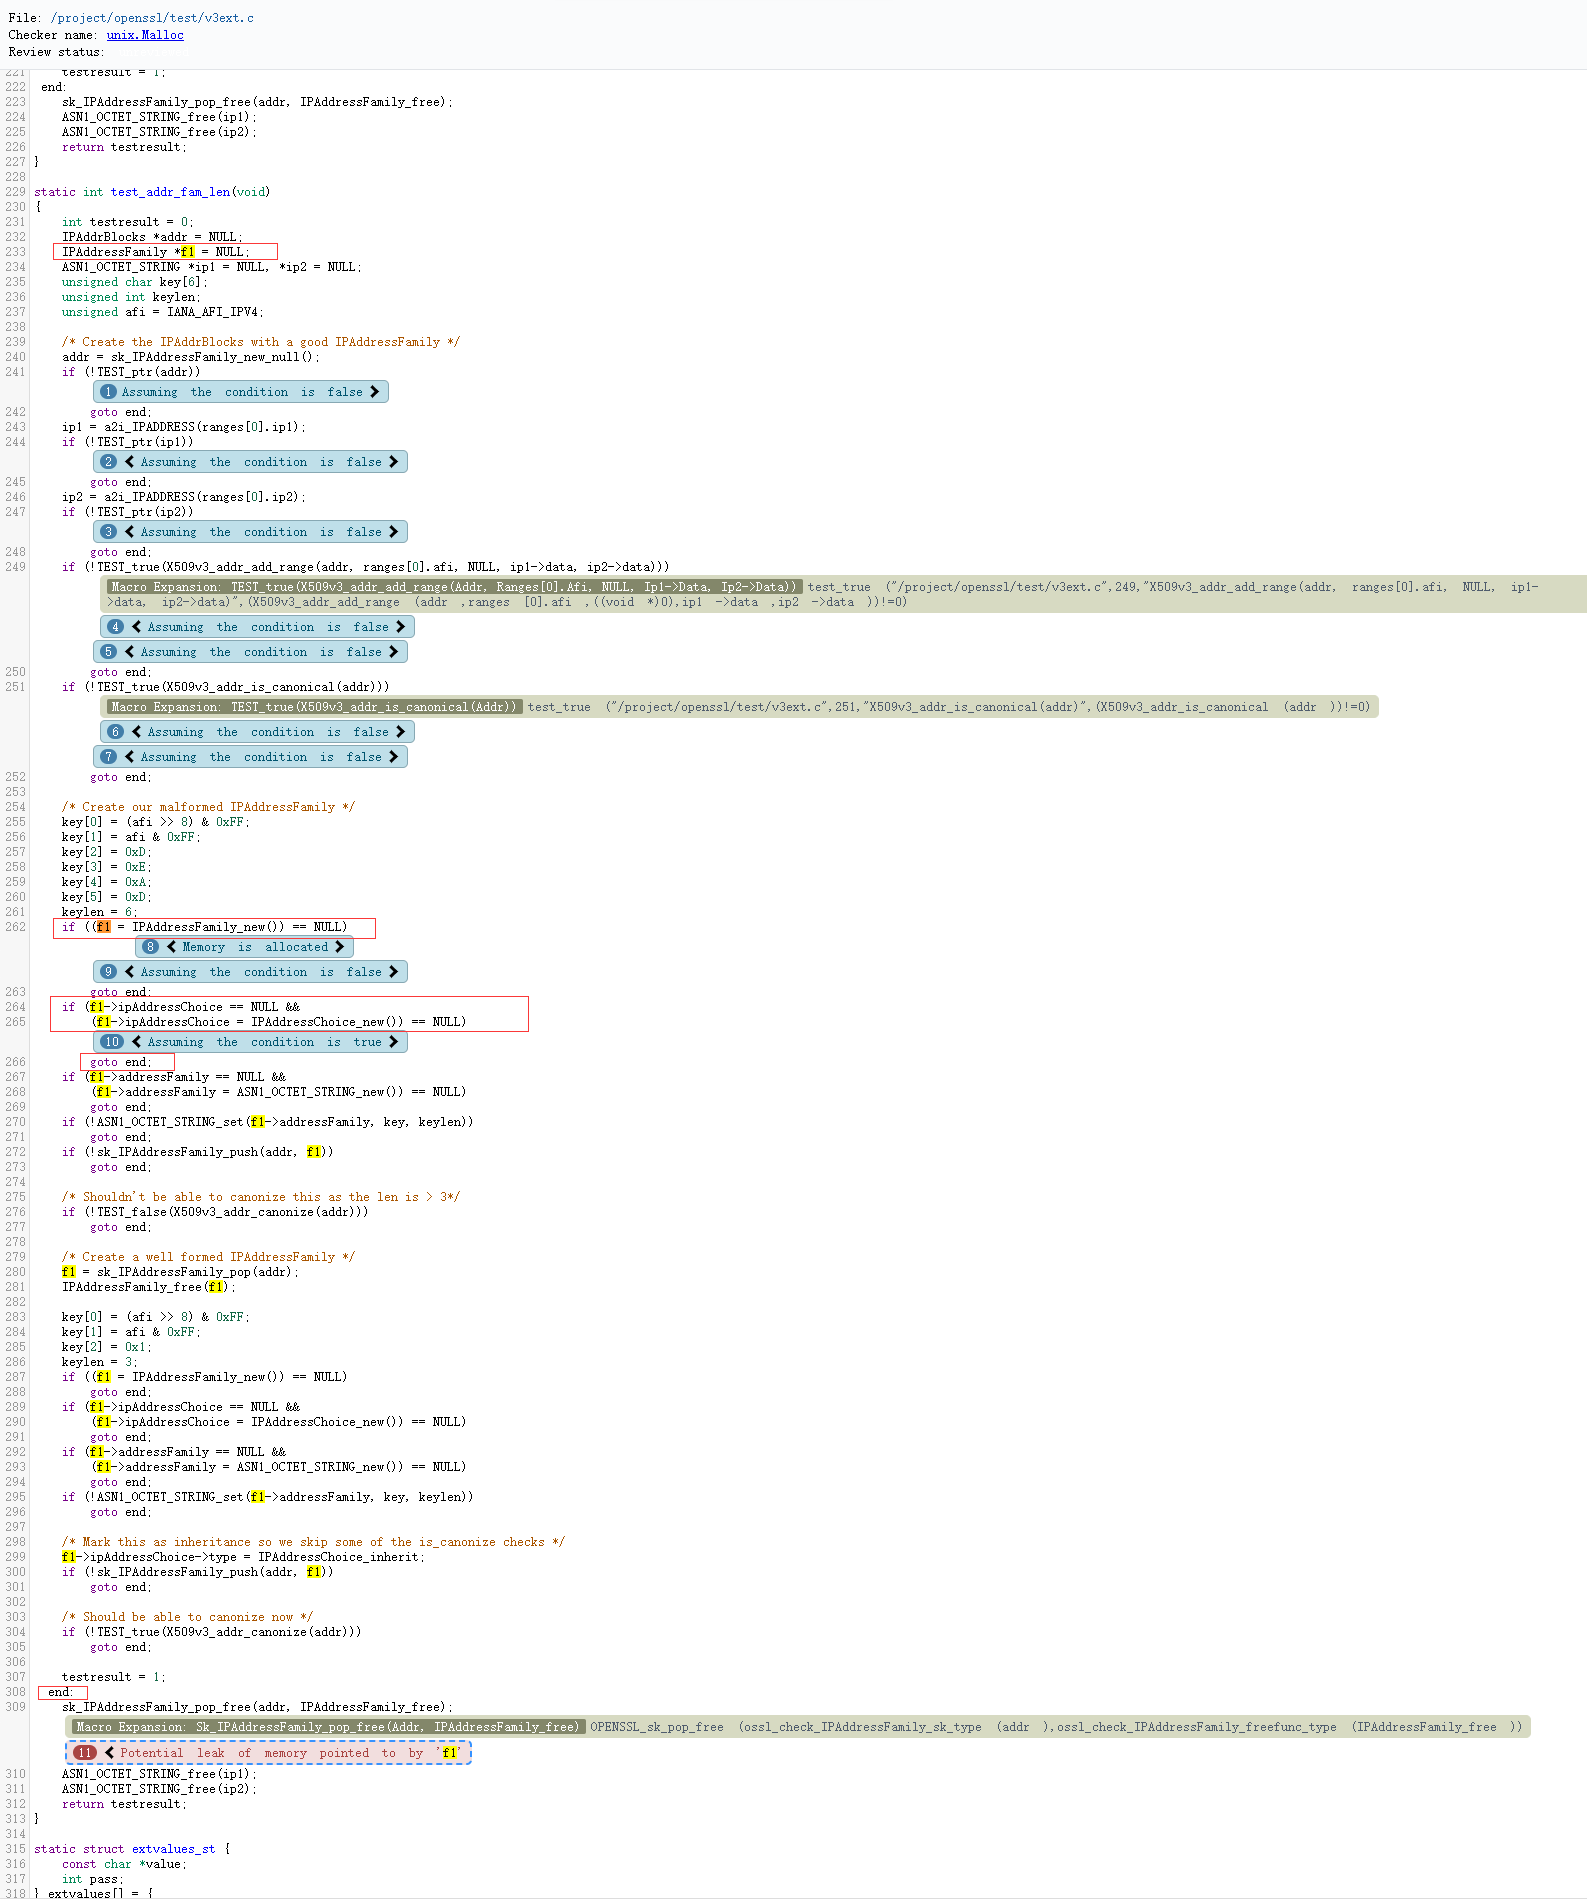 File: /project/openssl/test/v3ext.c
Checker name: unix.Malloc
Review status:
221 testresult = 1;
222 end:
223 sk_IPAddressFamily_pop_free(addr, IPAddressFamily_free);
224 ASN1_OCTET_STRING_free(ip1);
225 ASN1_OCTET_STRING_free(ip2);
226 return testresult;
227 }
228
229 static int test_addr_fam_len(void)
230 {
231 int testresult = 0;
232 IPAddrBlocks *addr = NULL;
233 IPAddressFamily *f1 = NULL;
234 ASN1_OCTET_STRING *ip1 = NULL, *ip2 = NULL;
235 unsigned char key[6];
236 unsigned int keylen;
237 unsigned afi = IANA_AFI_IPV4;
238
239 /* Create the IPAddrBlocks with a good IPAddressFamily */
240 addr = sk_IPAddressFamily_new_null();
241 if (!TEST_ptr(addr))
1 Assuming the condition is false ❯
242 goto end;
243 ip1 = a2i_IPADDRESS(ranges[0].ip1);
244 if (!TEST_ptr(ip1))
2 ❮ Assuming the condition is false ❯
245 goto end;
246 ip2 = a2i_IPADDRESS(ranges[0].ip2);
247 if (!TEST_ptr(ip2))
3 ❮ Assuming the condition is false ❯
248 goto end;
249 if (!TEST_true(X509v3_addr_add_range(addr, ranges[0].afi, NULL, ip1->data, ip2->data)))
Macro Expansion: TEST_true(X509v3_addr_add_range(Addr, Ranges[0].Afi, NULL, Ip1->Data, Ip2->Data)) test_true ("/project/openssl/test/v3ext.c",249,"X509v3_addr_add_range(addr, ranges[0].afi, NULL, ip1-
>data, ip2->data)",(X509v3_addr_add_range (addr ,ranges [0].afi ,((void *)0),ip1 ->data ,ip2 ->data ))!=0)
4 ❮ Assuming the condition is false ❯
5 ❮ Assuming the condition is false ❯
250 goto end;
251 if (!TEST_true(X509v3_addr_is_canonical(addr)))
Macro Expansion: TEST_true(X509v3_addr_is_canonical(Addr)) test_true ("/project/openssl/test/v3ext.c",251,"X509v3_addr_is_canonical(addr)",(X509v3_addr_is_canonical (addr ))!=0)
6 ❮ Assuming the condition is false ❯
7 ❮ Assuming the condition is false ❯
252 goto end;
253
254 /* Create our malformed IPAddressFamily */
255 key[0] = (afi >> 8) & 0xFF;
256 key[1] = afi & 0xFF;
257 key[2] = 0xD;
258 key[3] = 0xE;
259 key[4] = 0xA;
260 key[5] = 0xD;
261 keylen = 6;
262 if ((f1 = IPAddressFamily_new()) == NULL)
8 ❮ Memory is allocated ❯
9 ❮ Assuming the condition is false ❯
263 goto end;
264 if (f1->ipAddressChoice == NULL &&
265 (f1->ipAddressChoice = IPAddressChoice_new()) == NULL)
10 ❮ Assuming the condition is true ❯
266 goto end;
267 if (f1->addressFamily == NULL &&
268 (f1->addressFamily = ASN1_OCTET_STRING_new()) == NULL)
269 goto end;
270 if (!ASN1_OCTET_STRING_set(f1->addressFamily, key, keylen))
271 goto end;
272 if (!sk_IPAddressFamily_push(addr, f1))
273 goto end;
274
275 /* Shouldn't be able to canonize this as the len is > 3*/
276 if (!TEST_false(X509v3_addr_canonize(addr)))
277 goto end;
278
279 /* Create a well formed IPAddressFamily */
280 f1 = sk_IPAddressFamily_pop(addr);
281 IPAddressFamily_free(f1);
282
283 key[0] = (afi >> 8) & 0xFF;
284 key[1] = afi & 0xFF;
285 key[2] = 0x1;
286 keylen = 3;
287 if ((f1 = IPAddressFamily_new()) == NULL)
288 goto end;
289 if (f1->ipAddressChoice == NULL &&
290 (f1->ipAddressChoice = IPAddressChoice_new()) == NULL)
291 goto end;
292 if (f1->addressFamily == NULL &&
293 (f1->addressFamily = ASN1_OCTET_STRING_new()) == NULL)
294 goto end;
295 if (!ASN1_OCTET_STRING_set(f1->addressFamily, key, keylen))
296 goto end;
297
298 /* Mark this as inheritance so we skip some of the is_canonize checks */
299 f1->ipAddressChoice->type = IPAddressChoice_inherit;
300 if (!sk_IPAddressFamily_push(addr, f1))
301 goto end;
302
303 /* Should be able to canonize now */
304 if (!TEST_true(X509v3_addr_canonize(addr)))
305 goto end;
306
307 testresult = 1;
308 end:
309 sk_IPAddressFamily_pop_free(addr, IPAddressFamily_free);
Macro Expansion: Sk_IPAddressFamily_pop_free(Addr, IPAddressFamily_free) OPENSSL_sk_pop_free (ossl_check_IPAddressFamily_sk_type (addr ),ossl_check_IPAddressFamily_freefunc_type (IPAddressFamily_free ))
11 ❮ Potential leak of memory pointed to by 'f1'
310 ASN1_OCTET_STRING_free(ip1);
311 ASN1_OCTET_STRING_free(ip2);
312 return testresult;
313 }
314
315 static struct extvalues_st {
316 const char *value;
317 int pass;
318 } extvalues[] = {